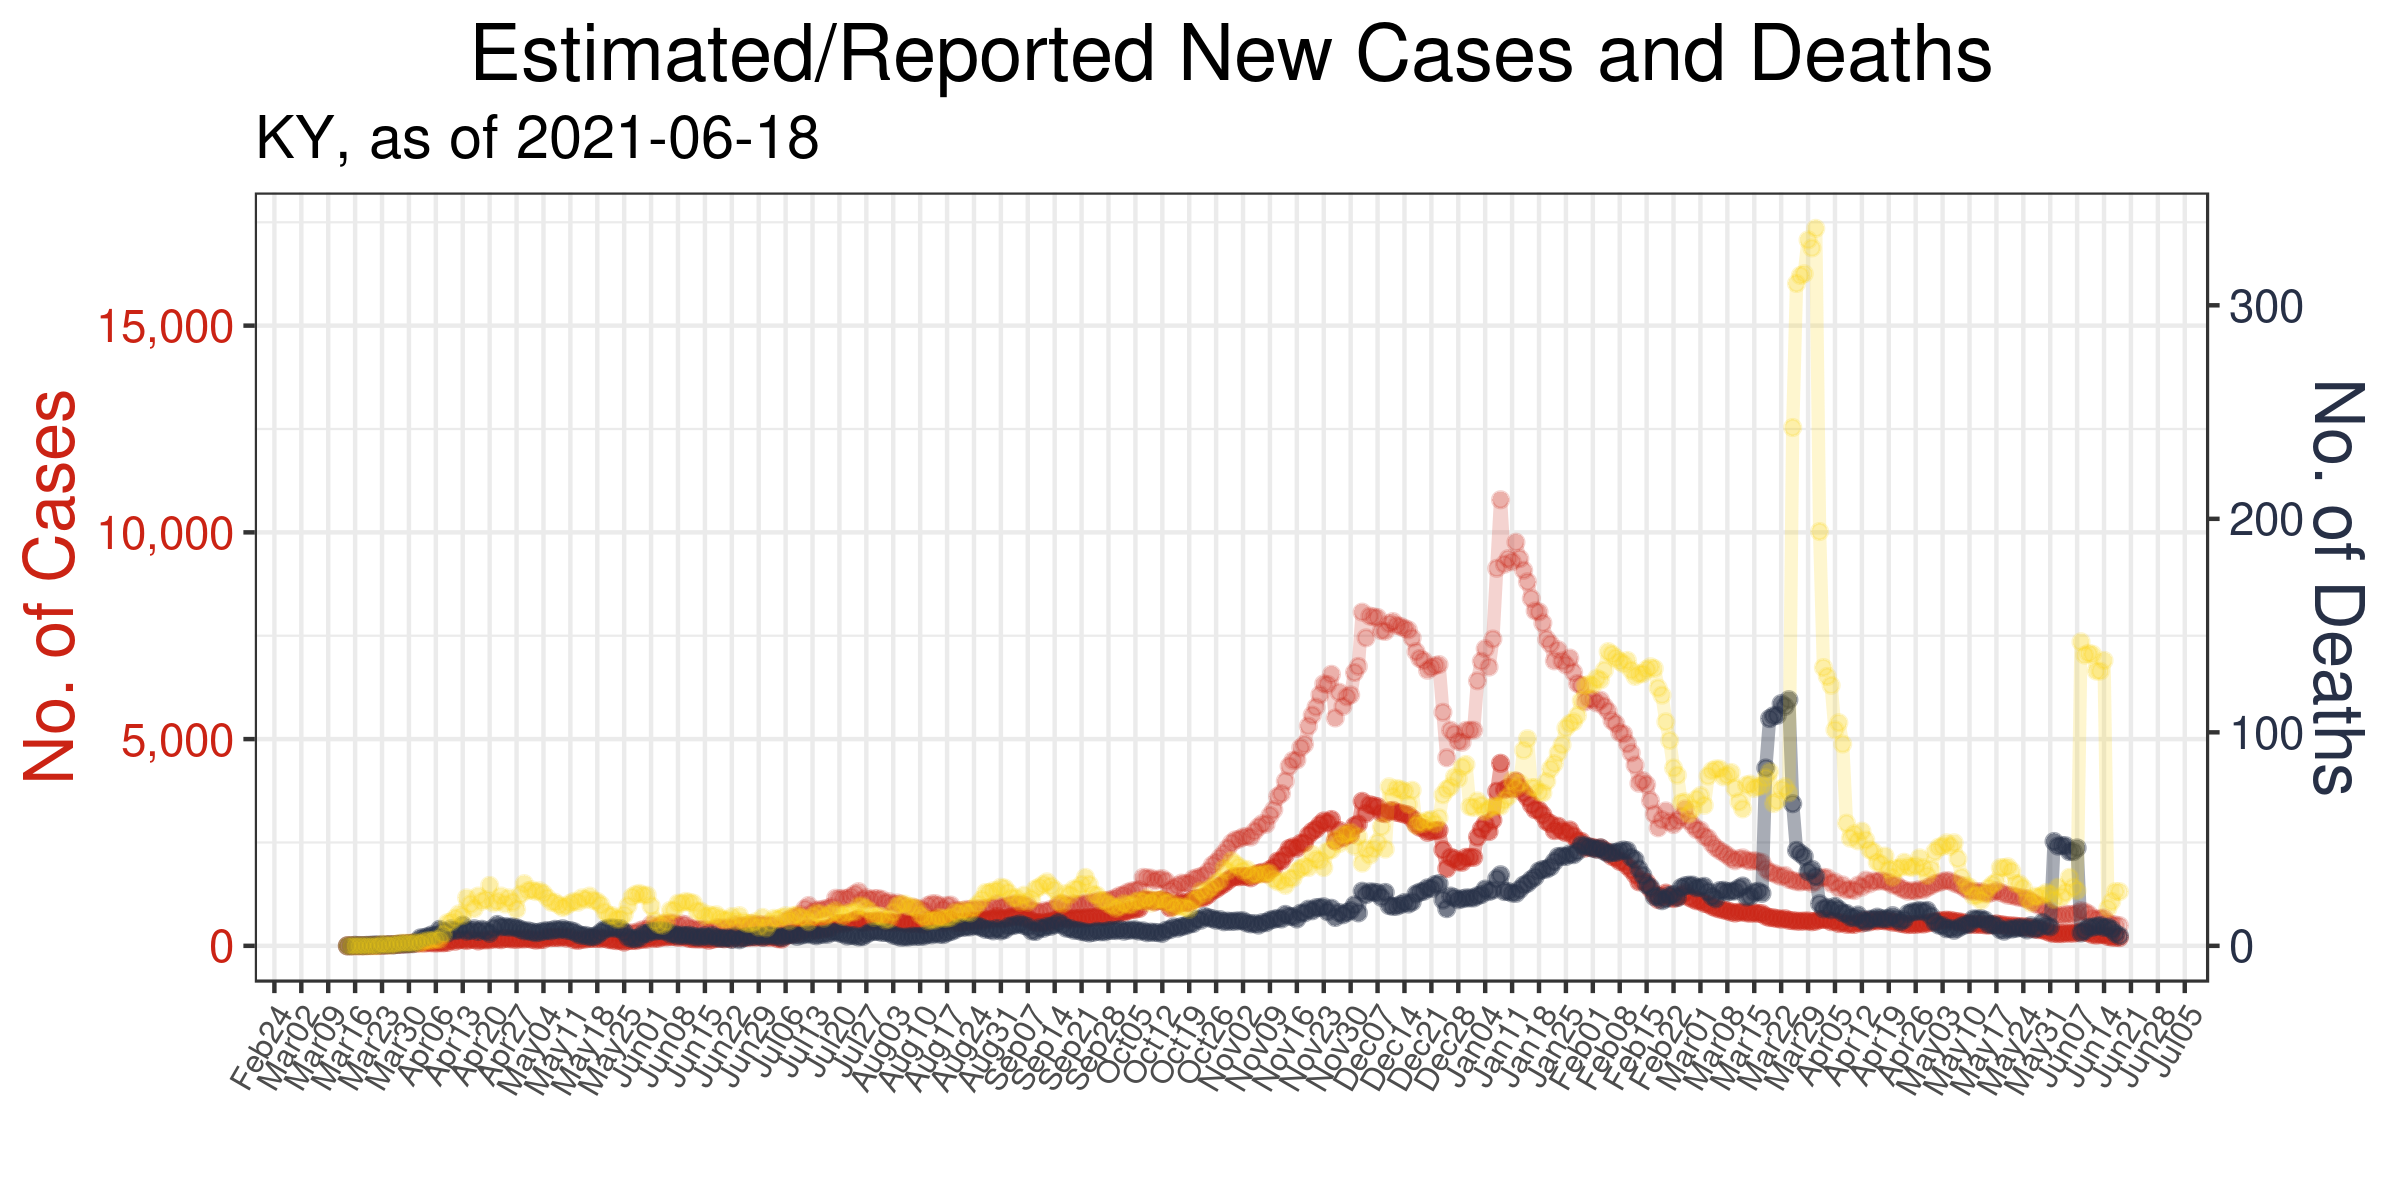 Estimated/Reported New Cases and Deaths
KY, as of 2021-06-18
No. of Cases
15,000
10,000
5,000
0
300
200
100
0
No. of Deaths
Feb24
Mar02
Mar09
Mar16
Mar23
Mar30
Apr06
Apr13
Apr20
Apr27
May04
May11
May18
May25
Jun01
Jun08
Jun15
Jun22
Jun29
Jul06
Jul13
Jul20
Jul27
Aug03
Aug10
Aug17
Aug24
Aug31
Sep07
Sep14
Sep21
Sep28
Oct05
Oct12
Oct19
Oct26
Nov02
Nov09
Nov16
Nov23
Nov30
Dec07
Dec14
Dec21
Dec28
Jan04
Jan11
Jan18
Jan25
Feb01
Feb08
Feb15
Feb22
Mar01
Mar08
Mar15
Mar22
Mar29
Apr05
Apr12
Apr19
Apr26
May03
May10
May17
May24
May31
Jun07
Jun14
Jun21
Jun28
Jul05